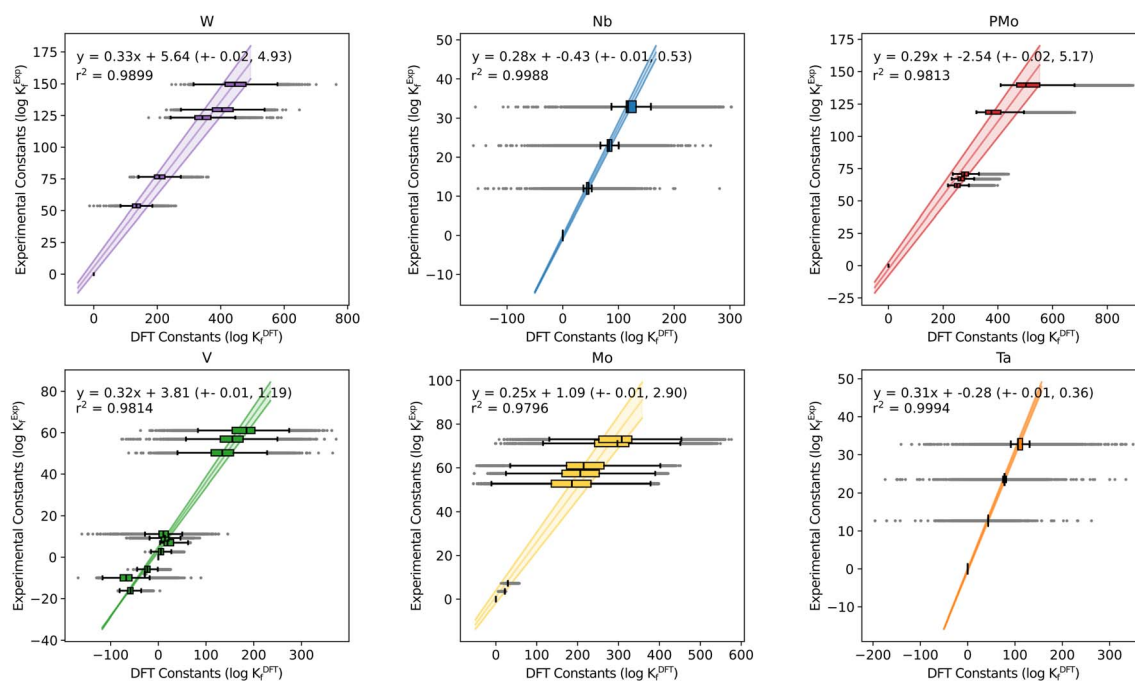 W
y = 0.33x + 5.64 (+- 0.02, 4.93)
r² = 0.9899
175
150
125
100
75
50
25
0
0
200
400
600
800
Experimental Constants (log K_f^Exp)
DFT Constants (log K_f^DFT)
Nb
y = 0.28x + -0.43 (+- 0.01, 0.53)
r² = 0.9988
50
40
30
20
10
0
−10
−100
0
100
200
300
Experimental Constants (log K_f^Exp)
DFT Constants (log K_f^DFT)
PMo
y = 0.29x + -2.54 (+- 0.02, 5.17)
r² = 0.9813
175
150
125
100
75
50
25
0
−25
0
200
400
600
800
Experimental Constants (log K_f^Exp)
DFT Constants (log K_f^DFT)
V
y = 0.32x + 3.81 (+- 0.01, 1.19)
r² = 0.9814
80
60
40
20
0
−20
−40
−100
0
100
200
300
Experimental Constants (log K_f^Exp)
DFT Constants (log K_f^DFT)
Mo
y = 0.25x + 1.09 (+- 0.01, 2.90)
r² = 0.9796
100
80
60
40
20
0
0
100
200
300
400
500
600
Experimental Constants (log K_f^Exp)
DFT Constants (log K_f^DFT)
Ta
y = 0.31x + -0.28 (+- 0.01, 0.36)
r² = 0.9994
50
40
30
20
10
0
−10
−200
−100
0
100
200
300
Experimental Constants (log K_f^Exp)
DFT Constants (log K_f^DFT)